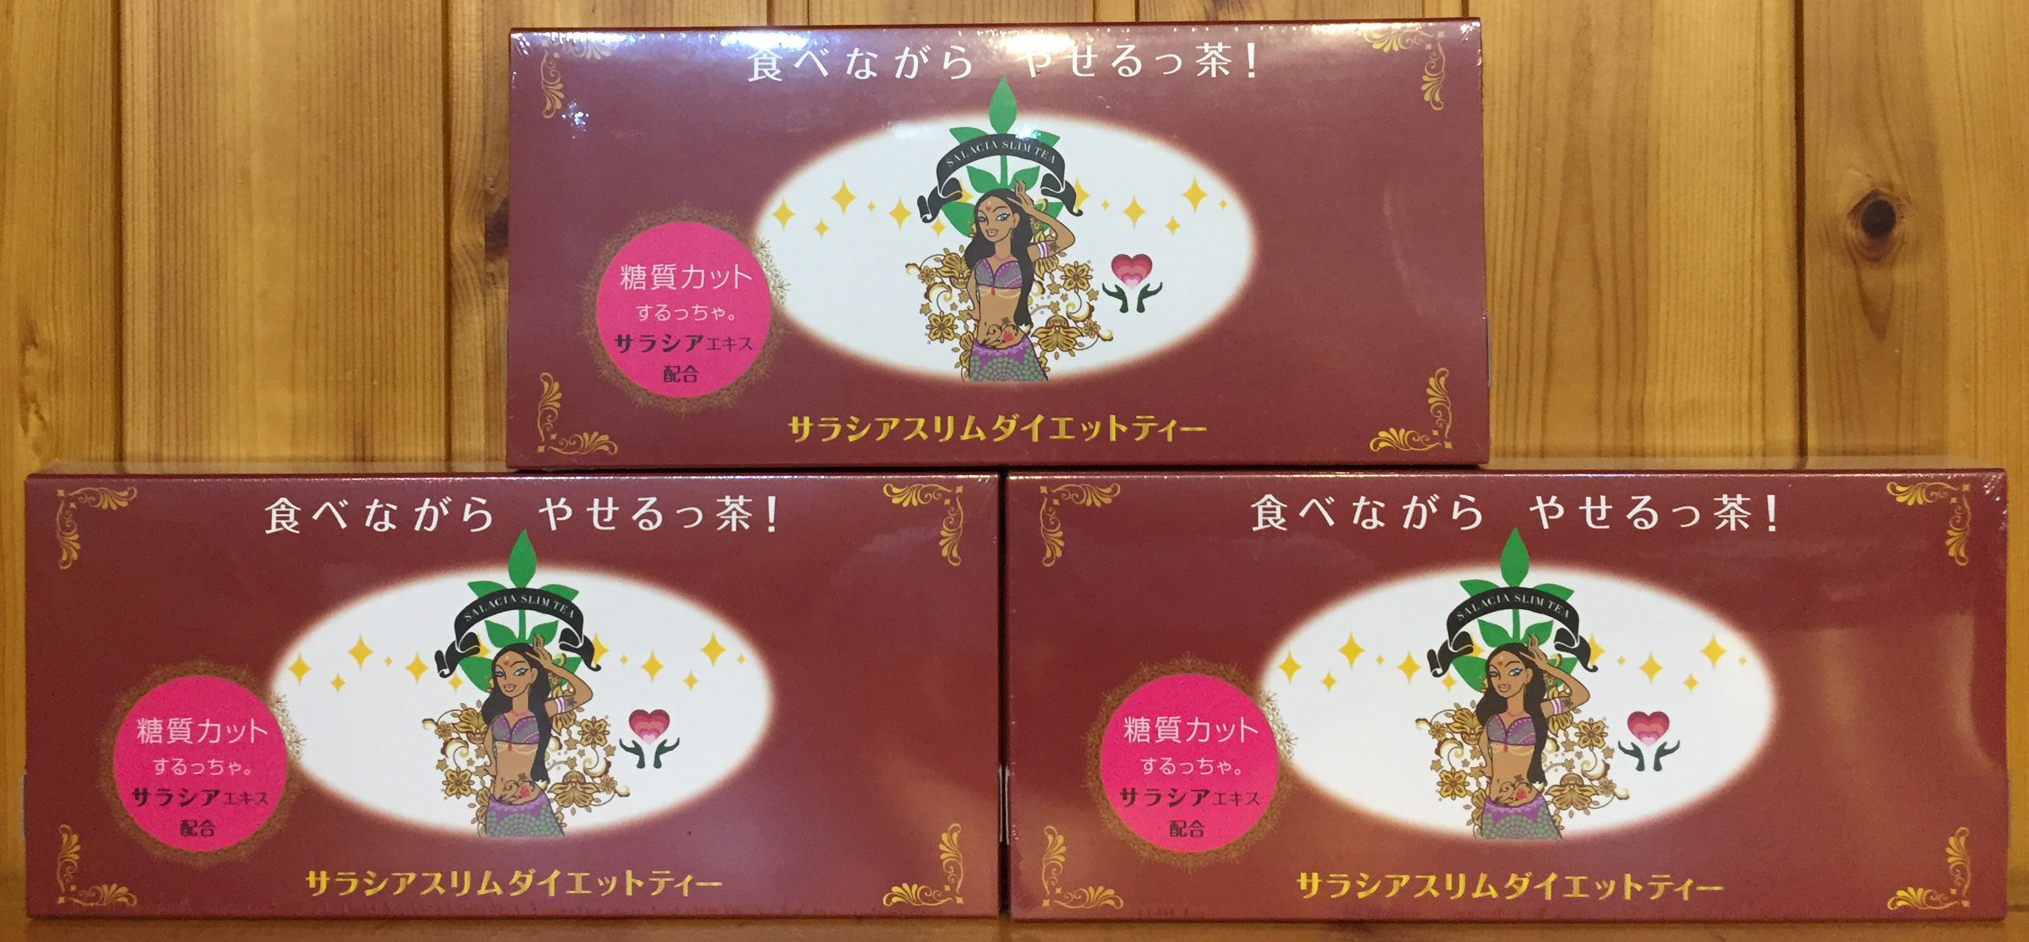 食べながら やせるっ茶!
SALACIA SLIM TEA
糖質カット
するっちゃ。
サラシアエキス
配合
サラシアスリムダイエットティー
食べながら やせるっ茶!
SALACIA SLIM TEA
糖質カット
するっちゃ。
サラシアエキス
配合
サラシアスリムダイエットティー
食べながら やせるっ茶!
SALACIA SLIM TEA
糖質カット
するっちゃ。
サラシアエキス
配合
サラシアスリムダイエットティー